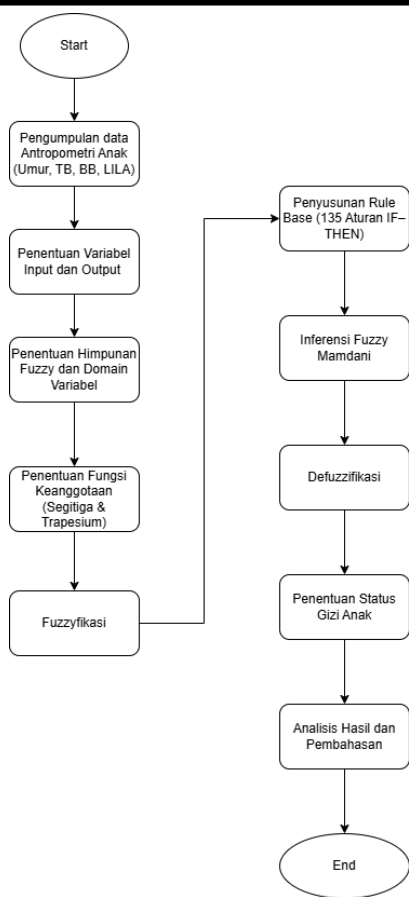 Start
Pengumpulan data
Antropometri Anak
(Umur, TB, BB, LILA)
Penentuan Variabel
Input dan Output
Penentuan Himpunan
Fuzzy dan Domain
Variabel
Penentuan Fungsi
Keanggotaan
(Segitiga &
Trapesium)
Fuzzyfikasi
Penyusunan Rule
Base (135 Aturan IF–
THEN)
Inferensi Fuzzy
Mamdani
Defuzzifikasi
Penentuan Status
Gizi Anak
Analisis Hasil dan
Pembahasan
End